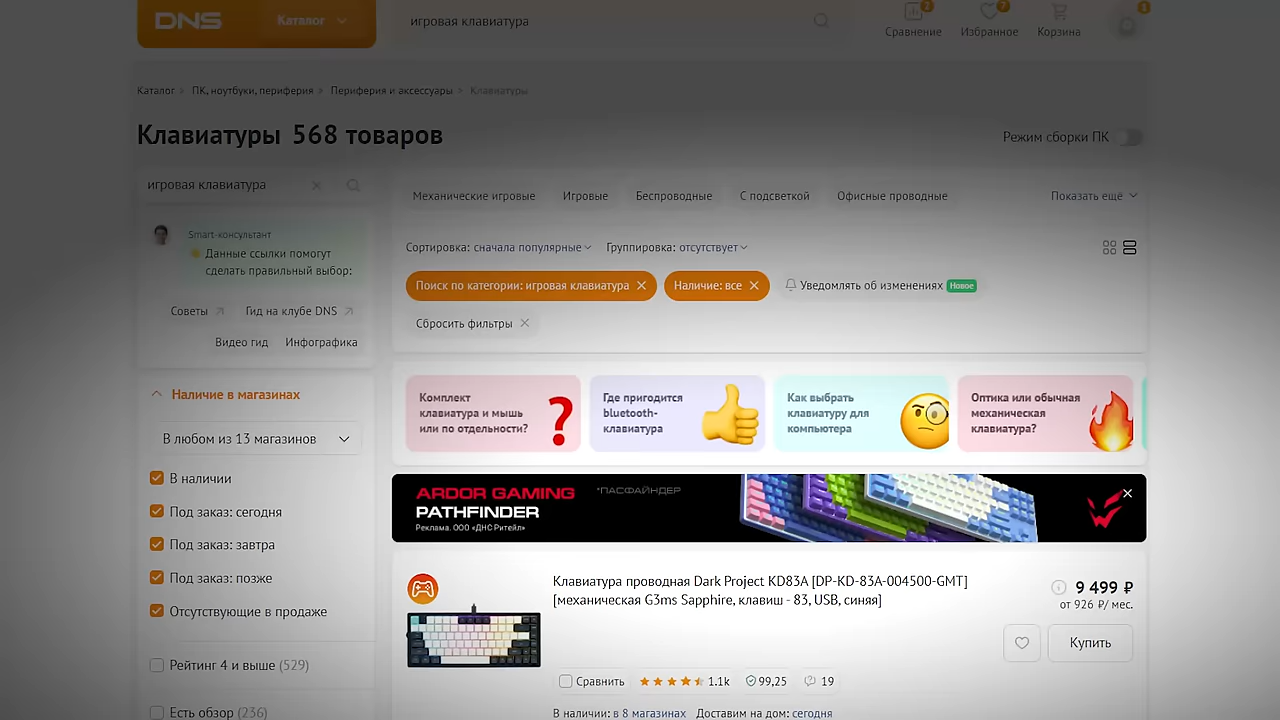 DNS
Каталог
игровая клавиатура
2
7
1
Сравнение
Избранное
Корзина
Каталог > ПК, ноутбуки, периферия > Периферия и аксессуары > Клавиатуры
Клавиатуры 568 товаров
Режим сборки ПК
игровая клавиатура
Smart-консультант
Данные ссылки помогут
сделать правильный выбор:
Советы
Гид на клубе DNS
Видео гид
Инфографика
Наличие в магазинах
В любом из 13 магазинов
В наличии
Под заказ: сегодня
Под заказ: завтра
Под заказ: позже
Отсутствующие в продаже
Рейтинг 4 и выше (529)
Есть обзор (236)
Механические игровые
Игровые
Беспроводные
С подсветкой
Офисные проводные
Показать ещё
Сортировка: сначала популярные
Группировка: отсутствует
Поиск по категории: игровая клавиатура
Наличие: все
Уведомлять об изменениях
Новое
Сбросить фильтры
Комплект
клавиатура и мышь
или по отдельности?
Где пригодится
bluetooth-
клавиатура
Как выбрать
клавиатуру для
компьютера
Оптика или обычная
механическая
клавиатура?
ARDOR GAMING
PATHFINDER
Реклама. ООО «ДНС Ритейл»
*ПАСФАЙНДЕР
Клавиатура проводная Dark Project KD83A [DP-KD-83A-004500-GMT]
[механическая G3ms Sapphire, клавиш - 83, USB, синяя]
9 499 ₽
от 926 ₽/ мес.
Купить
Сравнить
1.1k
99,25
19
В наличии: в 8 магазинах
Доставим на дом: сегодня